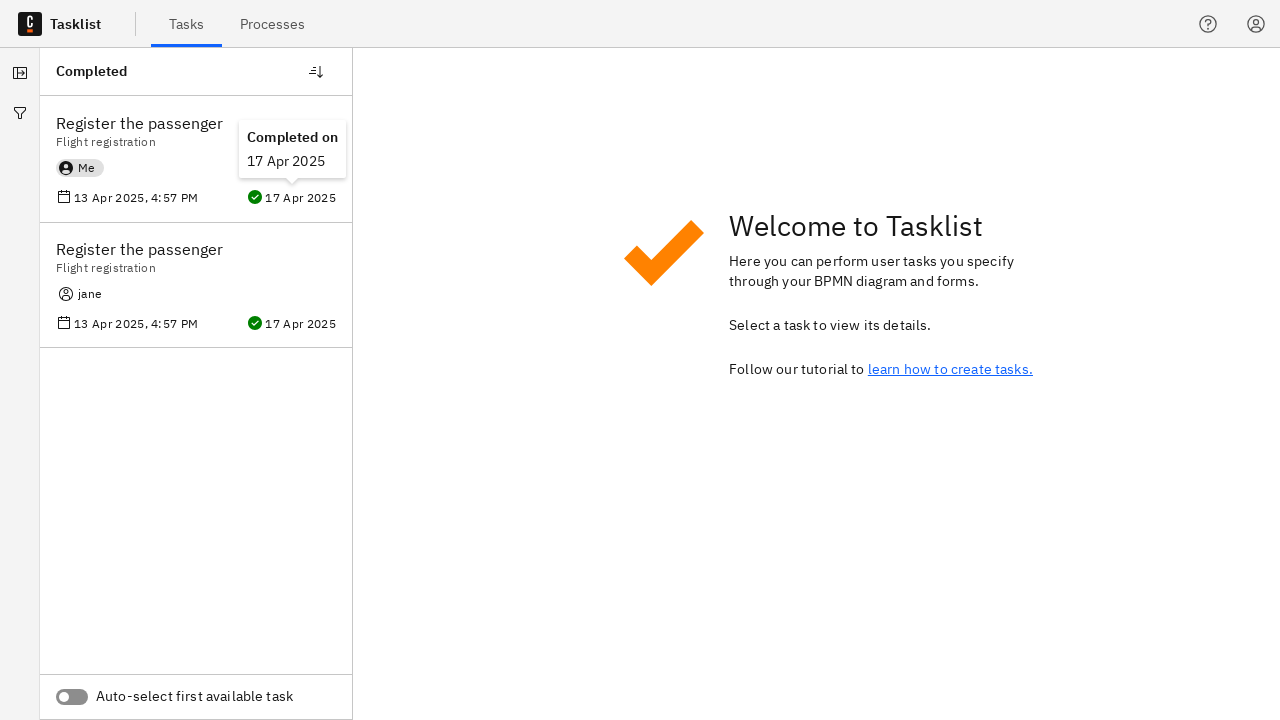 Tasklist
Tasks
Processes
Completed
Register the passenger
Flight registration
Me
13 Apr 2025, 4:57 PM
Completed on
17 Apr 2025
17 Apr 2025
Register the passenger
Flight registration
jane
13 Apr 2025, 4:57 PM
17 Apr 2025
Auto-select first available task
Welcome to Tasklist
Here you can perform user tasks you specify
through your BPMN diagram and forms.
Select a task to view its details.
Follow our tutorial to learn how to create tasks.